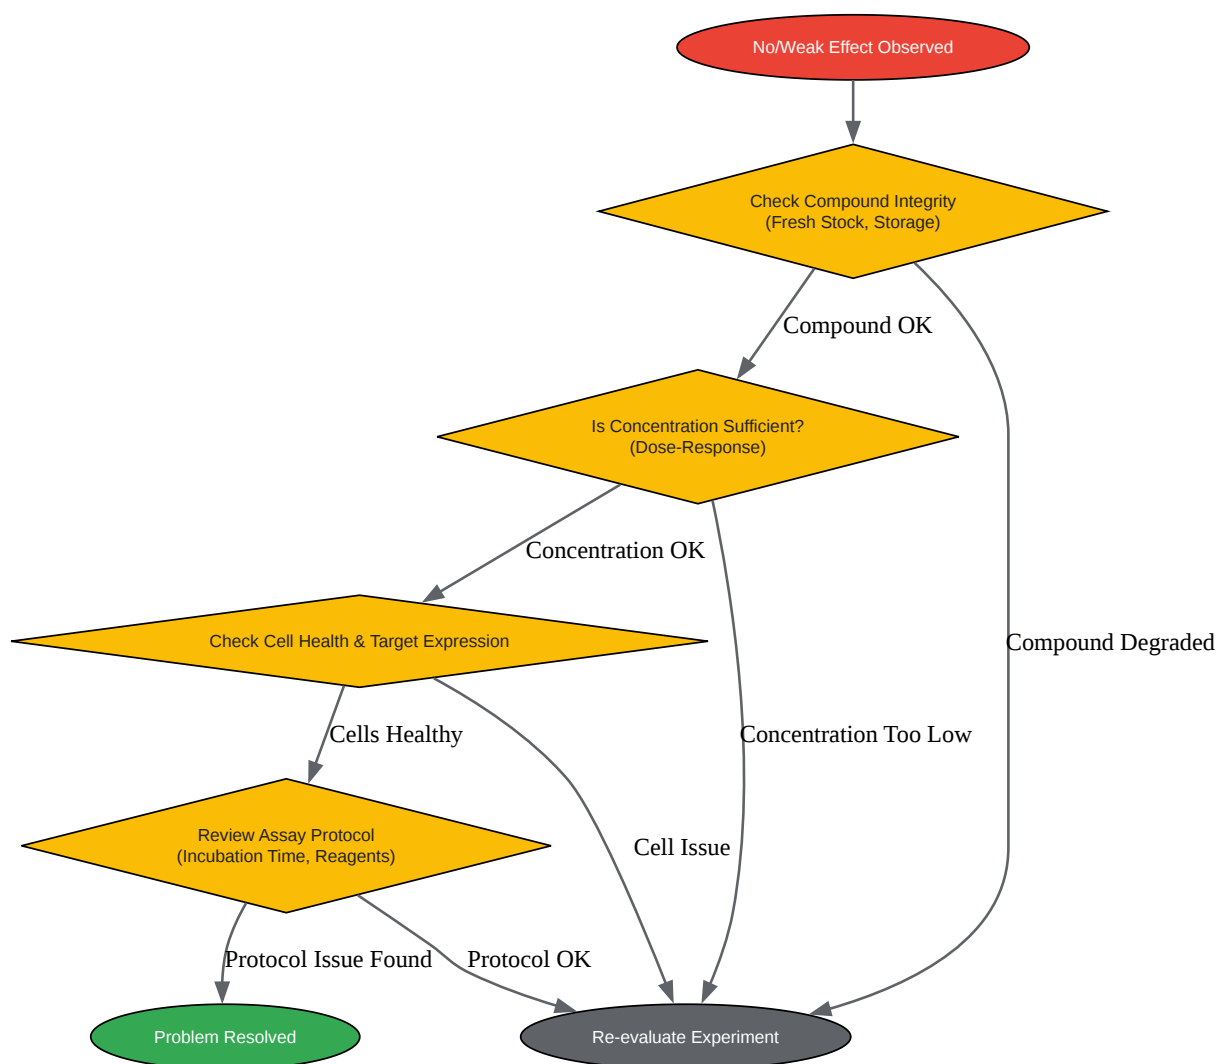 No/Weak Effect Observed
Check Compound Integrity
(Fresh Stock, Storage)
Compound OK
Is Concentration Sufficient?
(Dose-Response)
Concentration OK
Check Cell Health & Target Expression
Compound Degraded
Cells Healthy
Concentration Too Low
Review Assay Protocol
(Incubation Time, Reagents)
Cell Issue
Protocol Issue Found
Protocol OK
Problem Resolved
Re-evaluate Experiment